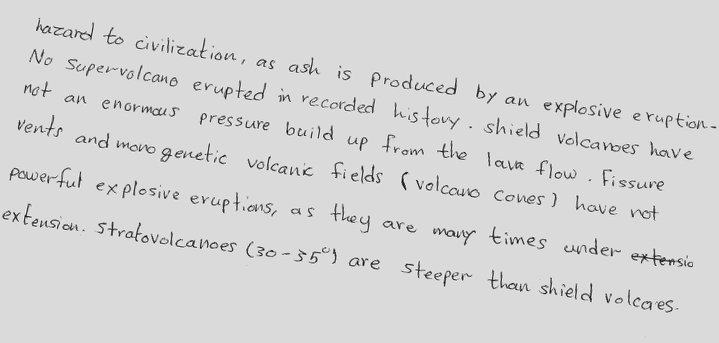 hazard to civilization, as ash is produced by an explosive eruption.
No Supervolcano erupted in recorded history. Shield volcanoes have
not an enormous pressure build up from the lava flow. Fissure
vents and monogenetic volcanic fields (volcano cones) have not
powerful explosive eruptions, as they are many times under extensio
extension. Stratovolcanoes (30-35°) are steeper than shield volcaes.